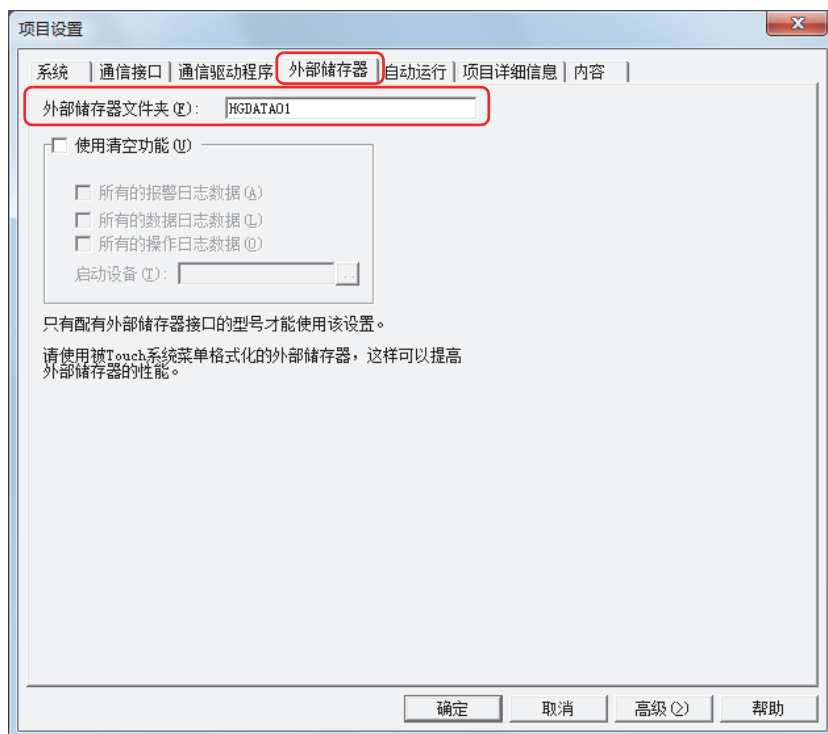 项目设置
系统 通信接口 通信驱动程序 外部储存器 自动运行 项目详细信息 内容
外部储存器文件夹(F): HGDATA01
使用清空功能(U)
所有的报警日志数据(A)
所有的数据日志数据(L)
所有的操作日志数据(O)
启动设备(T): ..
只有配有外部储存器接口的型号才能使用该设置。
请使用被Touch系统菜单格式化的外部储存器，这样可以提高
外部储存器的性能。
确定 取消 高级(>) 帮助